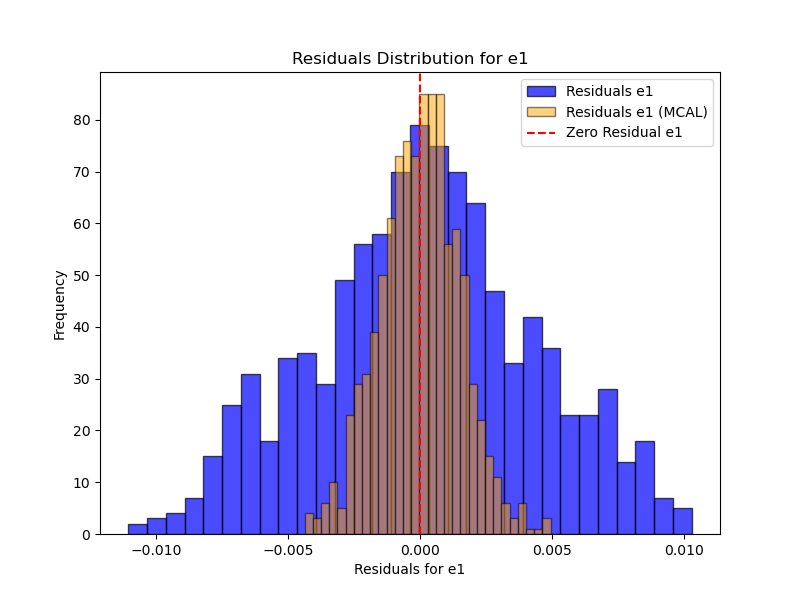 Residuals Distribution for e1
Residuals e1
Residuals e1 (MCAL)
Zero Residual e1
Frequency
80
70
60
50
40
30
20
10
0
−0.010
−0.005
0.000
0.005
0.010
Residuals for e1